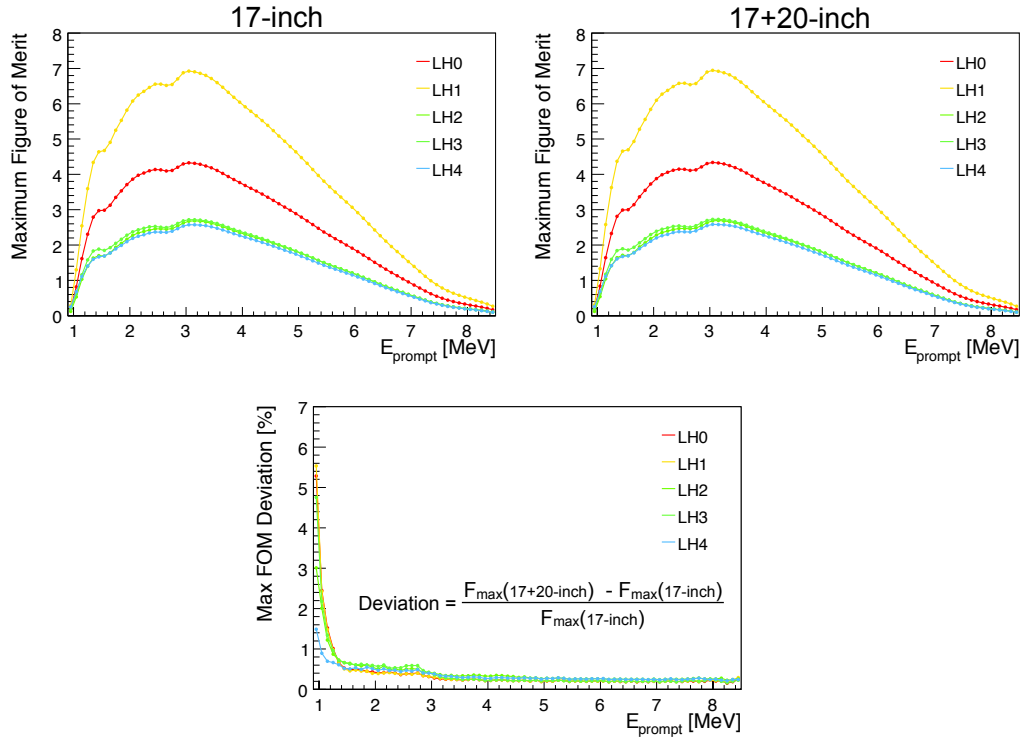 17-inch
Maximum Figure of Merit
8
7
6
5
4
3
2
1
0
LH0
LH1
LH2
LH3
LH4
1 2 3 4 5 6 7 8
E_prompt [MeV]
17+20-inch
Maximum Figure of Merit
8
7
6
5
4
3
2
1
0
LH0
LH1
LH2
LH3
LH4
1 2 3 4 5 6 7 8
E_prompt [MeV]
Max FOM Deviation [%]
7
6
5
4
3
2
1
0
LH0
LH1
LH2
LH3
LH4
Deviation = F_max(17+20-inch) - F_max(17-inch)
F_max(17-inch)
1 2 3 4 5 6 7 8
E_prompt [MeV]